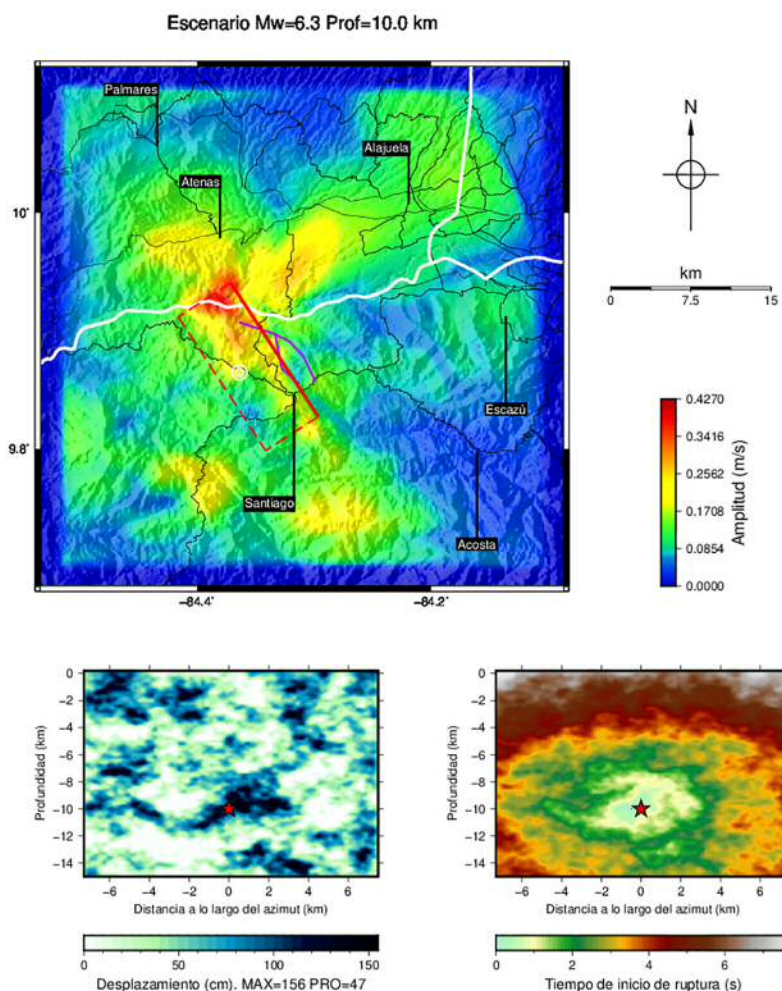 Escenario Mw=6.3 Prof=10.0 km
Palmares
Alajuela
Atenas
10˚
9.8˚
Escazú
Santiago
Acosta
−84.4˚ −84.2˚
N
km
0 7.5 15
0.4270
0.3416
0.2562
0.1708
0.0854
0.0000
Amplitud (m/s)
0
−2
−4
−6
−8
−10
−12
−14
Profundidad (km)
−6 −4 −2 0 2 4 6
Distancia a lo largo del azimut (km)
0 50 100 150
Desplazamiento (cm). MAX=156 PRO=47
0
−2
−4
−6
−8
−10
−12
−14
Profundidad (km)
−6 −4 −2 0 2 4 6
Distancia a lo largo del azimut (km)
0 2 4 6
Tiempo de inicio de ruptura (s)